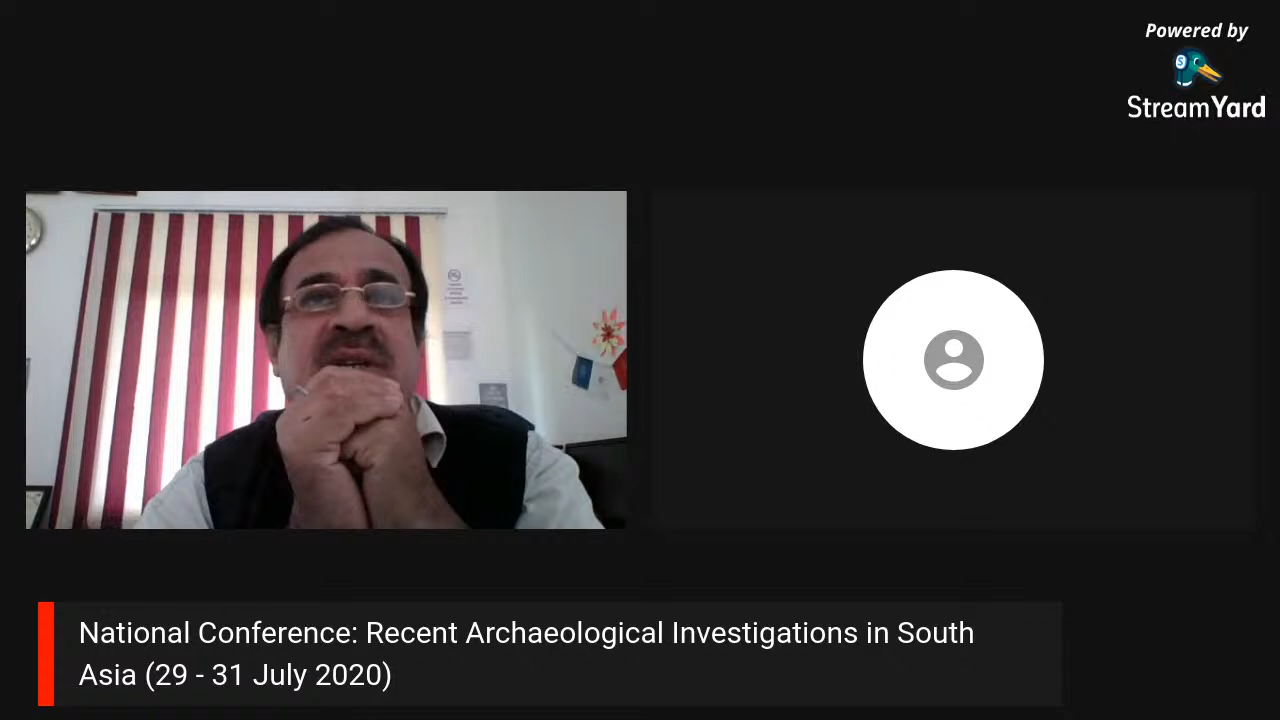 Powered by
S
StreamYard
National Conference: Recent Archaeological Investigations in South
Asia (29 - 31 July 2020)